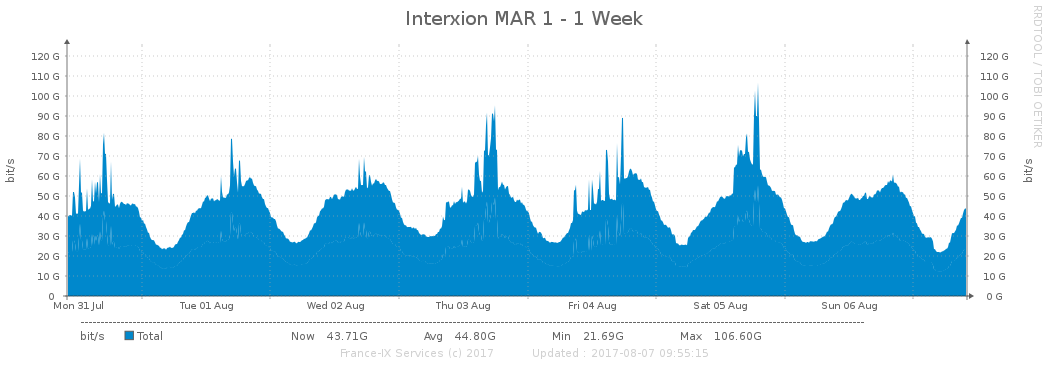 Interxion MAR 1 - 1 Week
RRDTOOL / TOBI OETIKER
120 G 120 G
110 G 110 G
100 G 100 G
90 G 90 G
80 G 80 G
70 G 70 G
60 G 60 G
50 G 50 G
40 G 40 G
30 G 30 G
20 G 20 G
10 G 10 G
0 0 G
bit/s
bit/s
Mon 31 Jul Tue 01 Aug Wed 02 Aug Thu 03 Aug Fri 04 Aug Sat 05 Aug Sun 06 Aug
bit/s Total Now 43.71G Avg 44.80G Min 21.69G Max 106.60G
France-IX Services (c) 2017 Updated : 2017-08-07 09:55:15